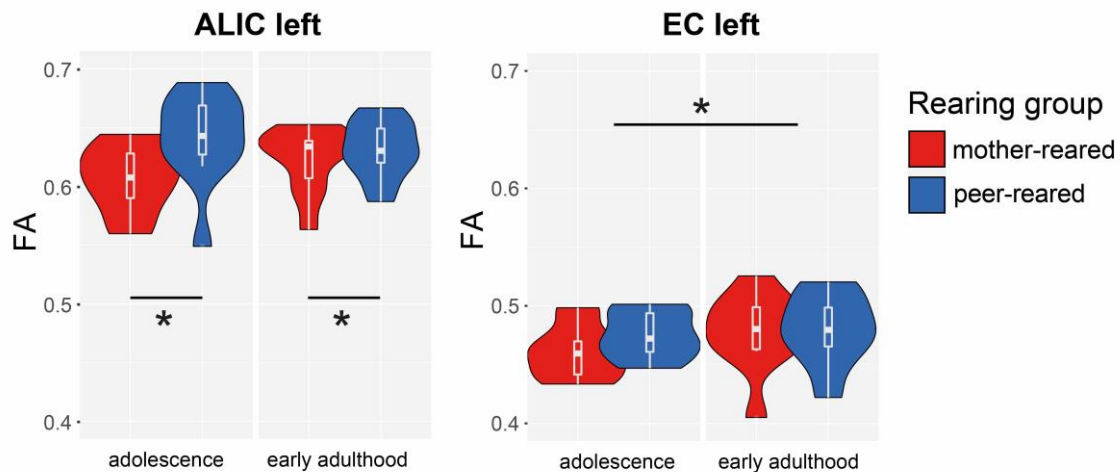 ALIC left
0.7
0.6
0.5
0.4
FA
*
*
adolescence
early adulthood
EC left
0.7
0.6
0.5
0.4
FA
*
adolescence
early adulthood
Rearing group
mother-reared
peer-reared